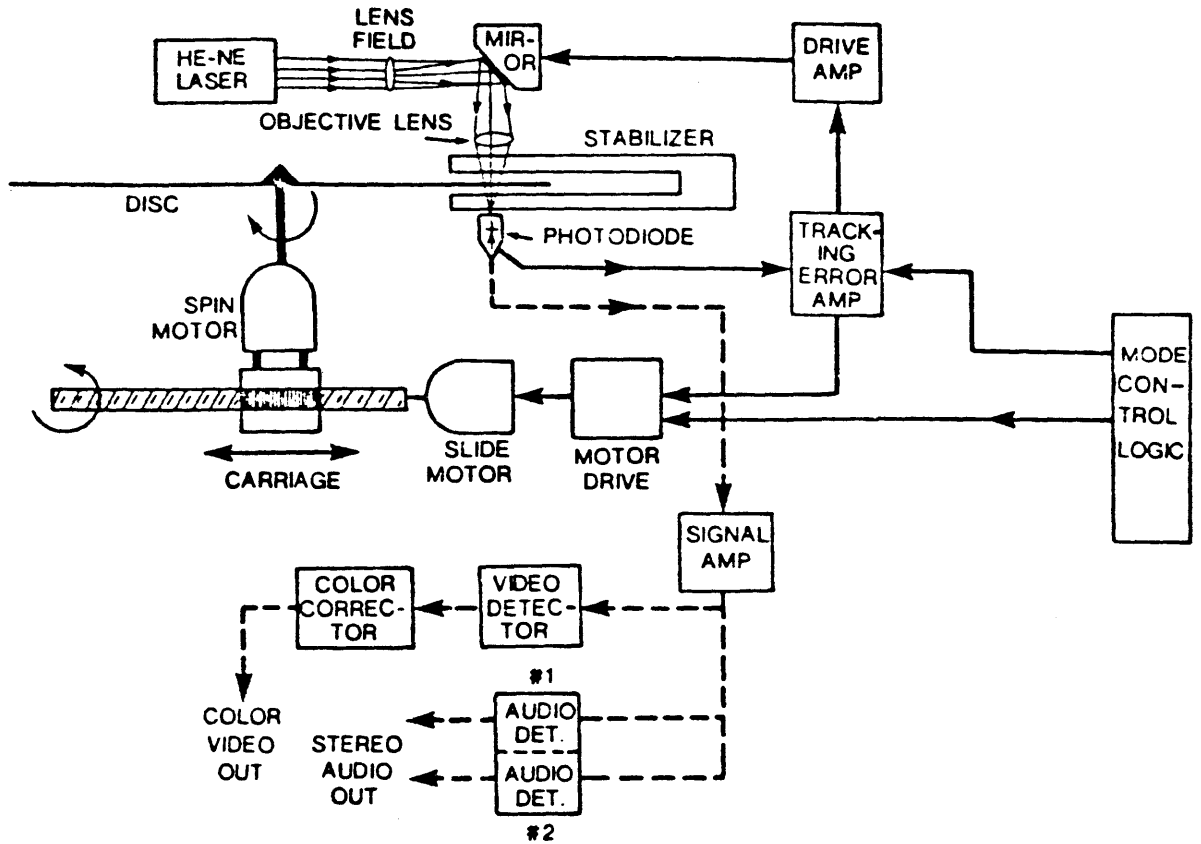 LENS
FIELD
HE-NE
LASER
MIR-
OR
DRIVE
AMP
OBJECTIVE LENS
STABILIZER
DISC
PHOTODIODE
TRACK-
ING
ERROR
AMP
SPIN
MOTOR
MODE
CON-
TROL
LOGIC
SLIDE
MOTOR
MOTOR
DRIVE
CARRIAGE
SIGNAL
AMP
COLOR
CORREC-
TOR
VIDEO
DETEC-
TOR
#1
AUDIO
DET.
AUDIO
DET.
#2
COLOR
VIDEO
OUT
STEREO
AUDIO
OUT